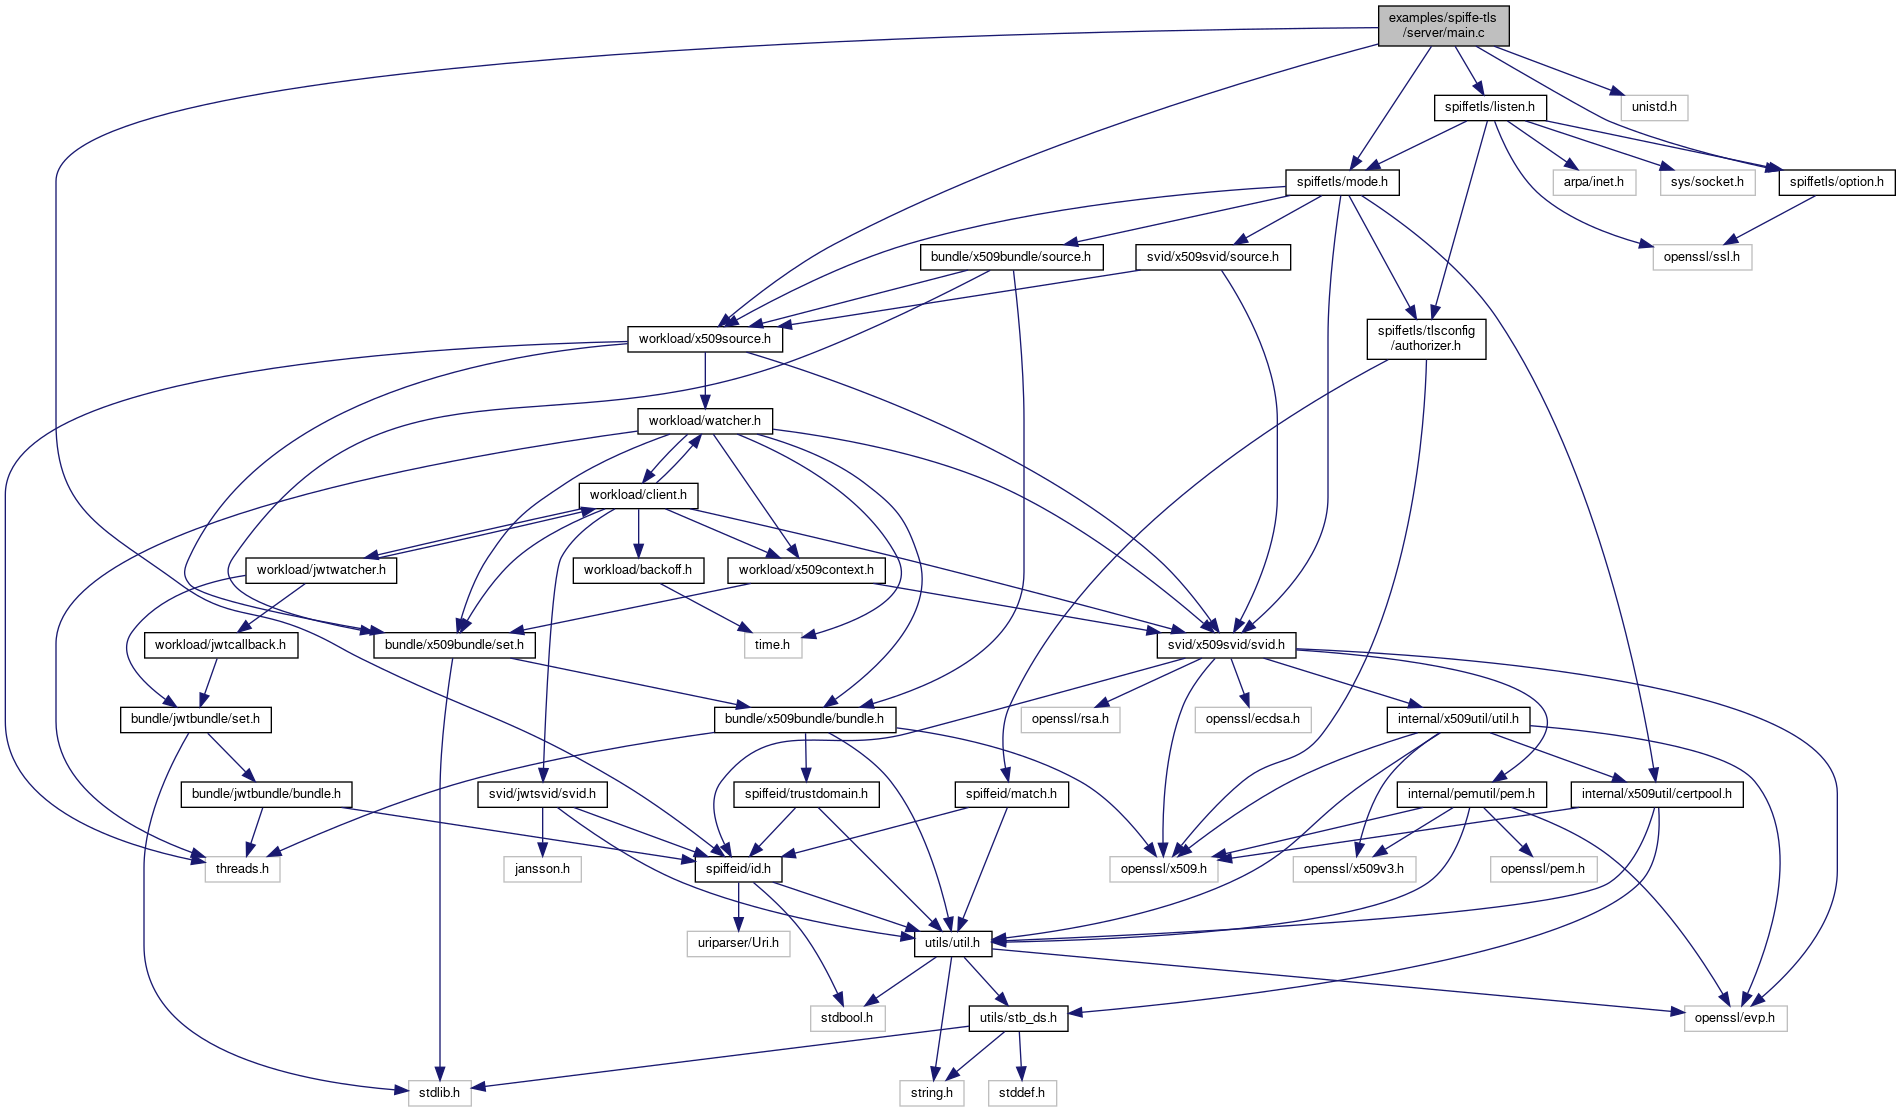 examples/spiffe-tls
/server/main.c
spiffetls/listen.h
unistd.h
spiffetls/mode.h
arpa/inet.h
sys/socket.h
spiffetls/option.h
bundle/x509bundle/source.h
svid/x509svid/source.h
openssl/ssl.h
workload/x509source.h
spiffetls/tlsconfig
/authorizer.h
workload/watcher.h
workload/client.h
workload/jwtwatcher.h
workload/backoff.h
workload/x509context.h
workload/jwtcallback.h
bundle/x509bundle/set.h
time.h
svid/x509svid/svid.h
bundle/jwtbundle/set.h
bundle/x509bundle/bundle.h
openssl/rsa.h
openssl/ecdsa.h
internal/x509util/util.h
bundle/jwtbundle/bundle.h
svid/jwtsvid/svid.h
spiffeid/trustdomain.h
spiffeid/match.h
internal/pemutil/pem.h
internal/x509util/certpool.h
threads.h
jansson.h
spiffeid/id.h
openssl/x509.h
openssl/x509v3.h
openssl/pem.h
uriparser/Uri.h
utils/util.h
stdbool.h
utils/stb_ds.h
openssl/evp.h
stdlib.h
string.h
stddef.h